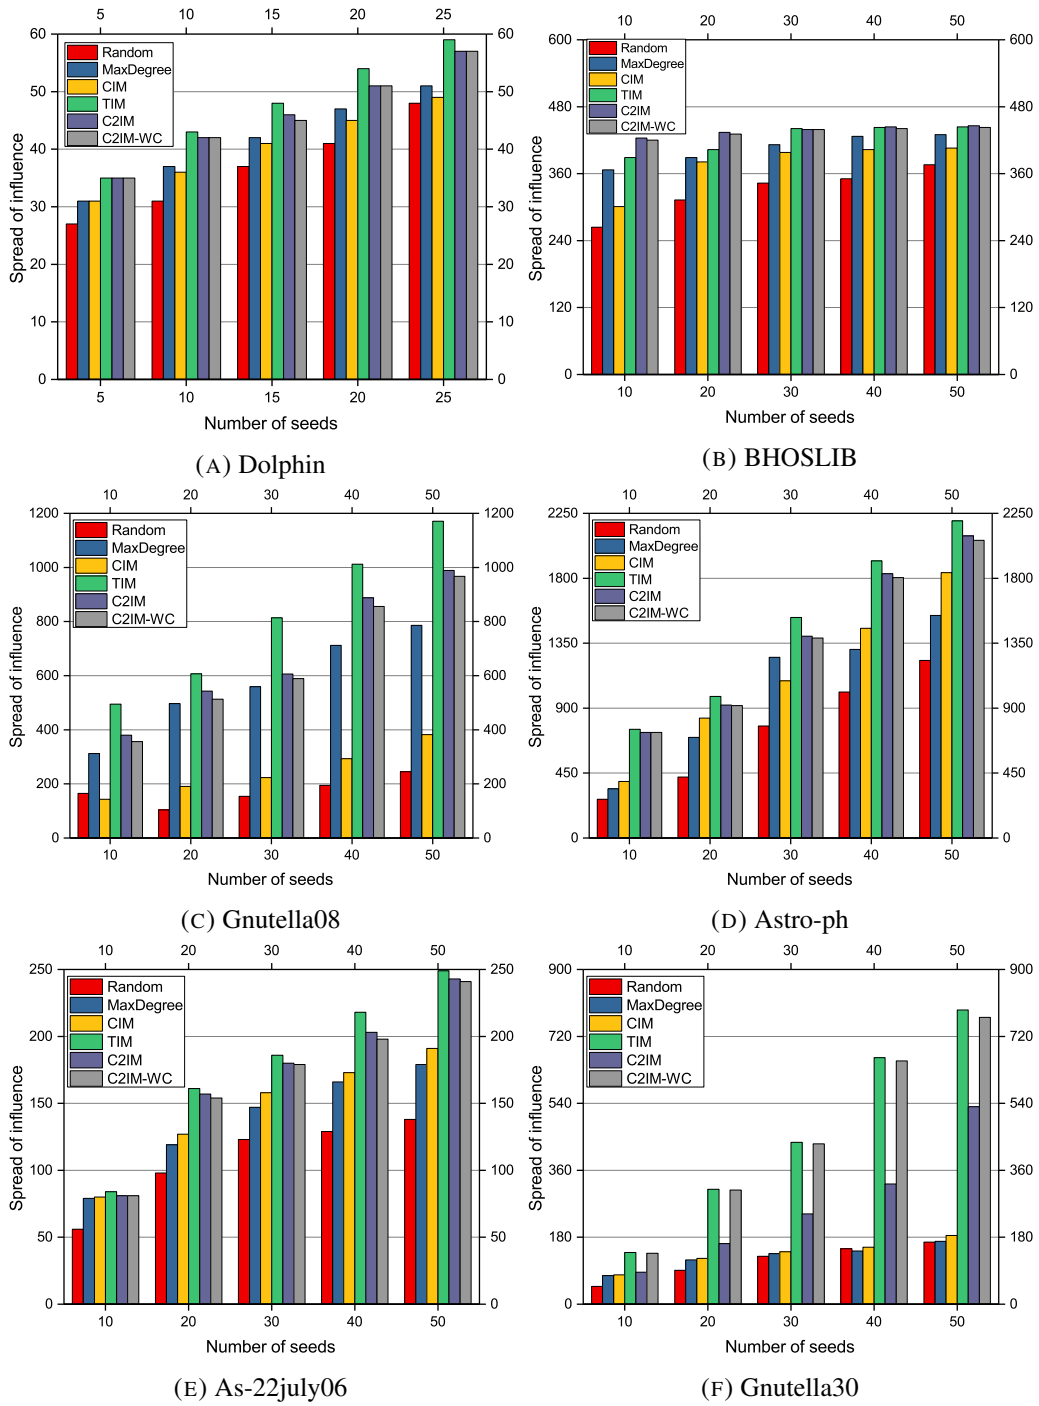 5 10 15 20 25
60 60
50 50
40 40
30 30
20 20
10 10
0 0
Random
MaxDegree
CIM
TIM
C2IM
C2IM-WC
Spread of influence
5 10 15 20 25
Number of seeds
(A) Dolphin
10 20 30 40 50
600 600
480 480
360 360
240 240
120 120
0 0
Random
MaxDegree
CIM
TIM
C2IM
C2IM-WC
Spread of influence
10 20 30 40 50
Number of seeds
(B) BHOSLIB
10 20 30 40 50
1200 1200
1000 1000
800 800
600 600
400 400
200 200
0 0
Random
MaxDegree
CIM
TIM
C2IM
C2IM-WC
Spread of influence
10 20 30 40 50
Number of seeds
(C) Gnutella08
10 20 30 40 50
2250 2250
1800 1800
1350 1350
900 900
450 450
0 0
Random
MaxDegree
CIM
TIM
C2IM
C2IM-WC
Spread of influence
10 20 30 40 50
Number of seeds
(D) Astro-ph
10 20 30 40 50
250 250
200 200
150 150
100 100
50 50
0 0
Random
MaxDegree
CIM
TIM
C2IM
C2IM-WC
Spread of influence
10 20 30 40 50
Number of seeds
(E) As-22july06
10 20 30 40 50
900 900
720 720
540 540
360 360
180 180
0 0
Random
MaxDegree
CIM
TIM
C2IM
C2IM-WC
Spread of influence
10 20 30 40 50
Number of seeds
(F) Gnutella30